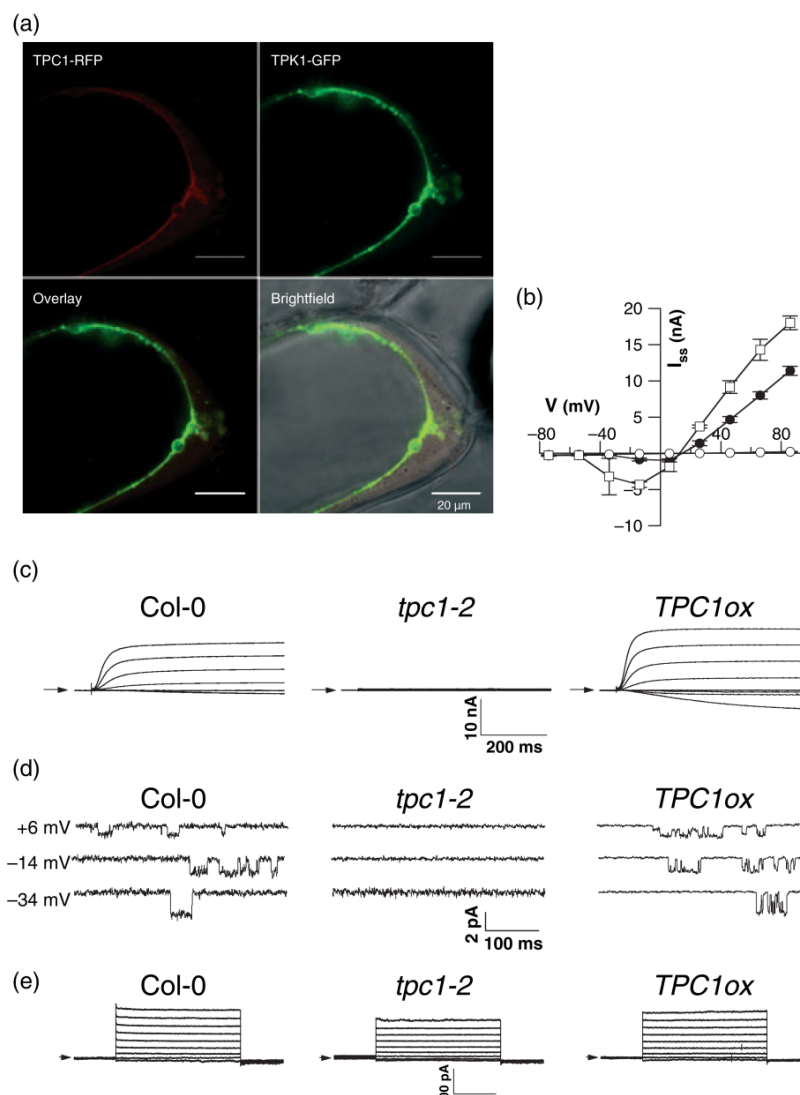 (a)
TPC1-RFP
TPK1-GFP
Overlay
Brightfield
20 µm
(b)
20
15
10
5
−5
−10
I_ss (nA)
V (mV)
−80
−40
40
80
(c)
Col-0
tpc1-2
TPC1ox
10 nA
200 ms
(d)
Col-0
tpc1-2
TPC1ox
+6 mV
−14 mV
−34 mV
2 pA
100 ms
(e)
Col-0
tpc1-2
TPC1ox